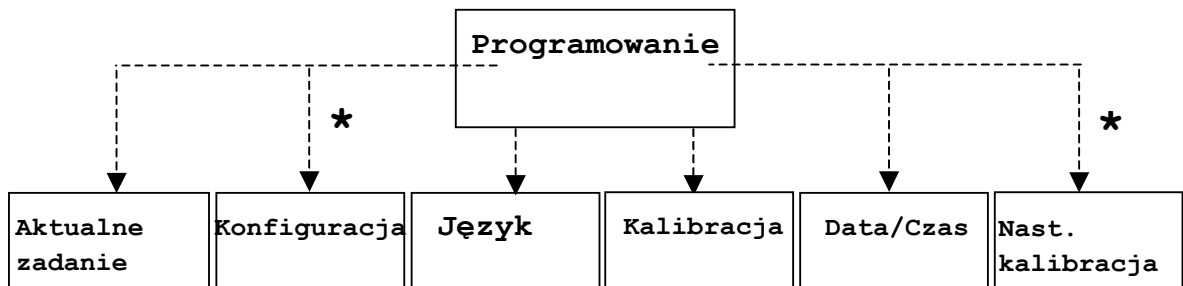 Programowanie
*
*
Aktualne
zadanie
Konfiguracja
Język
Kalibracja
Data/Czas
Nast.
kalibracja